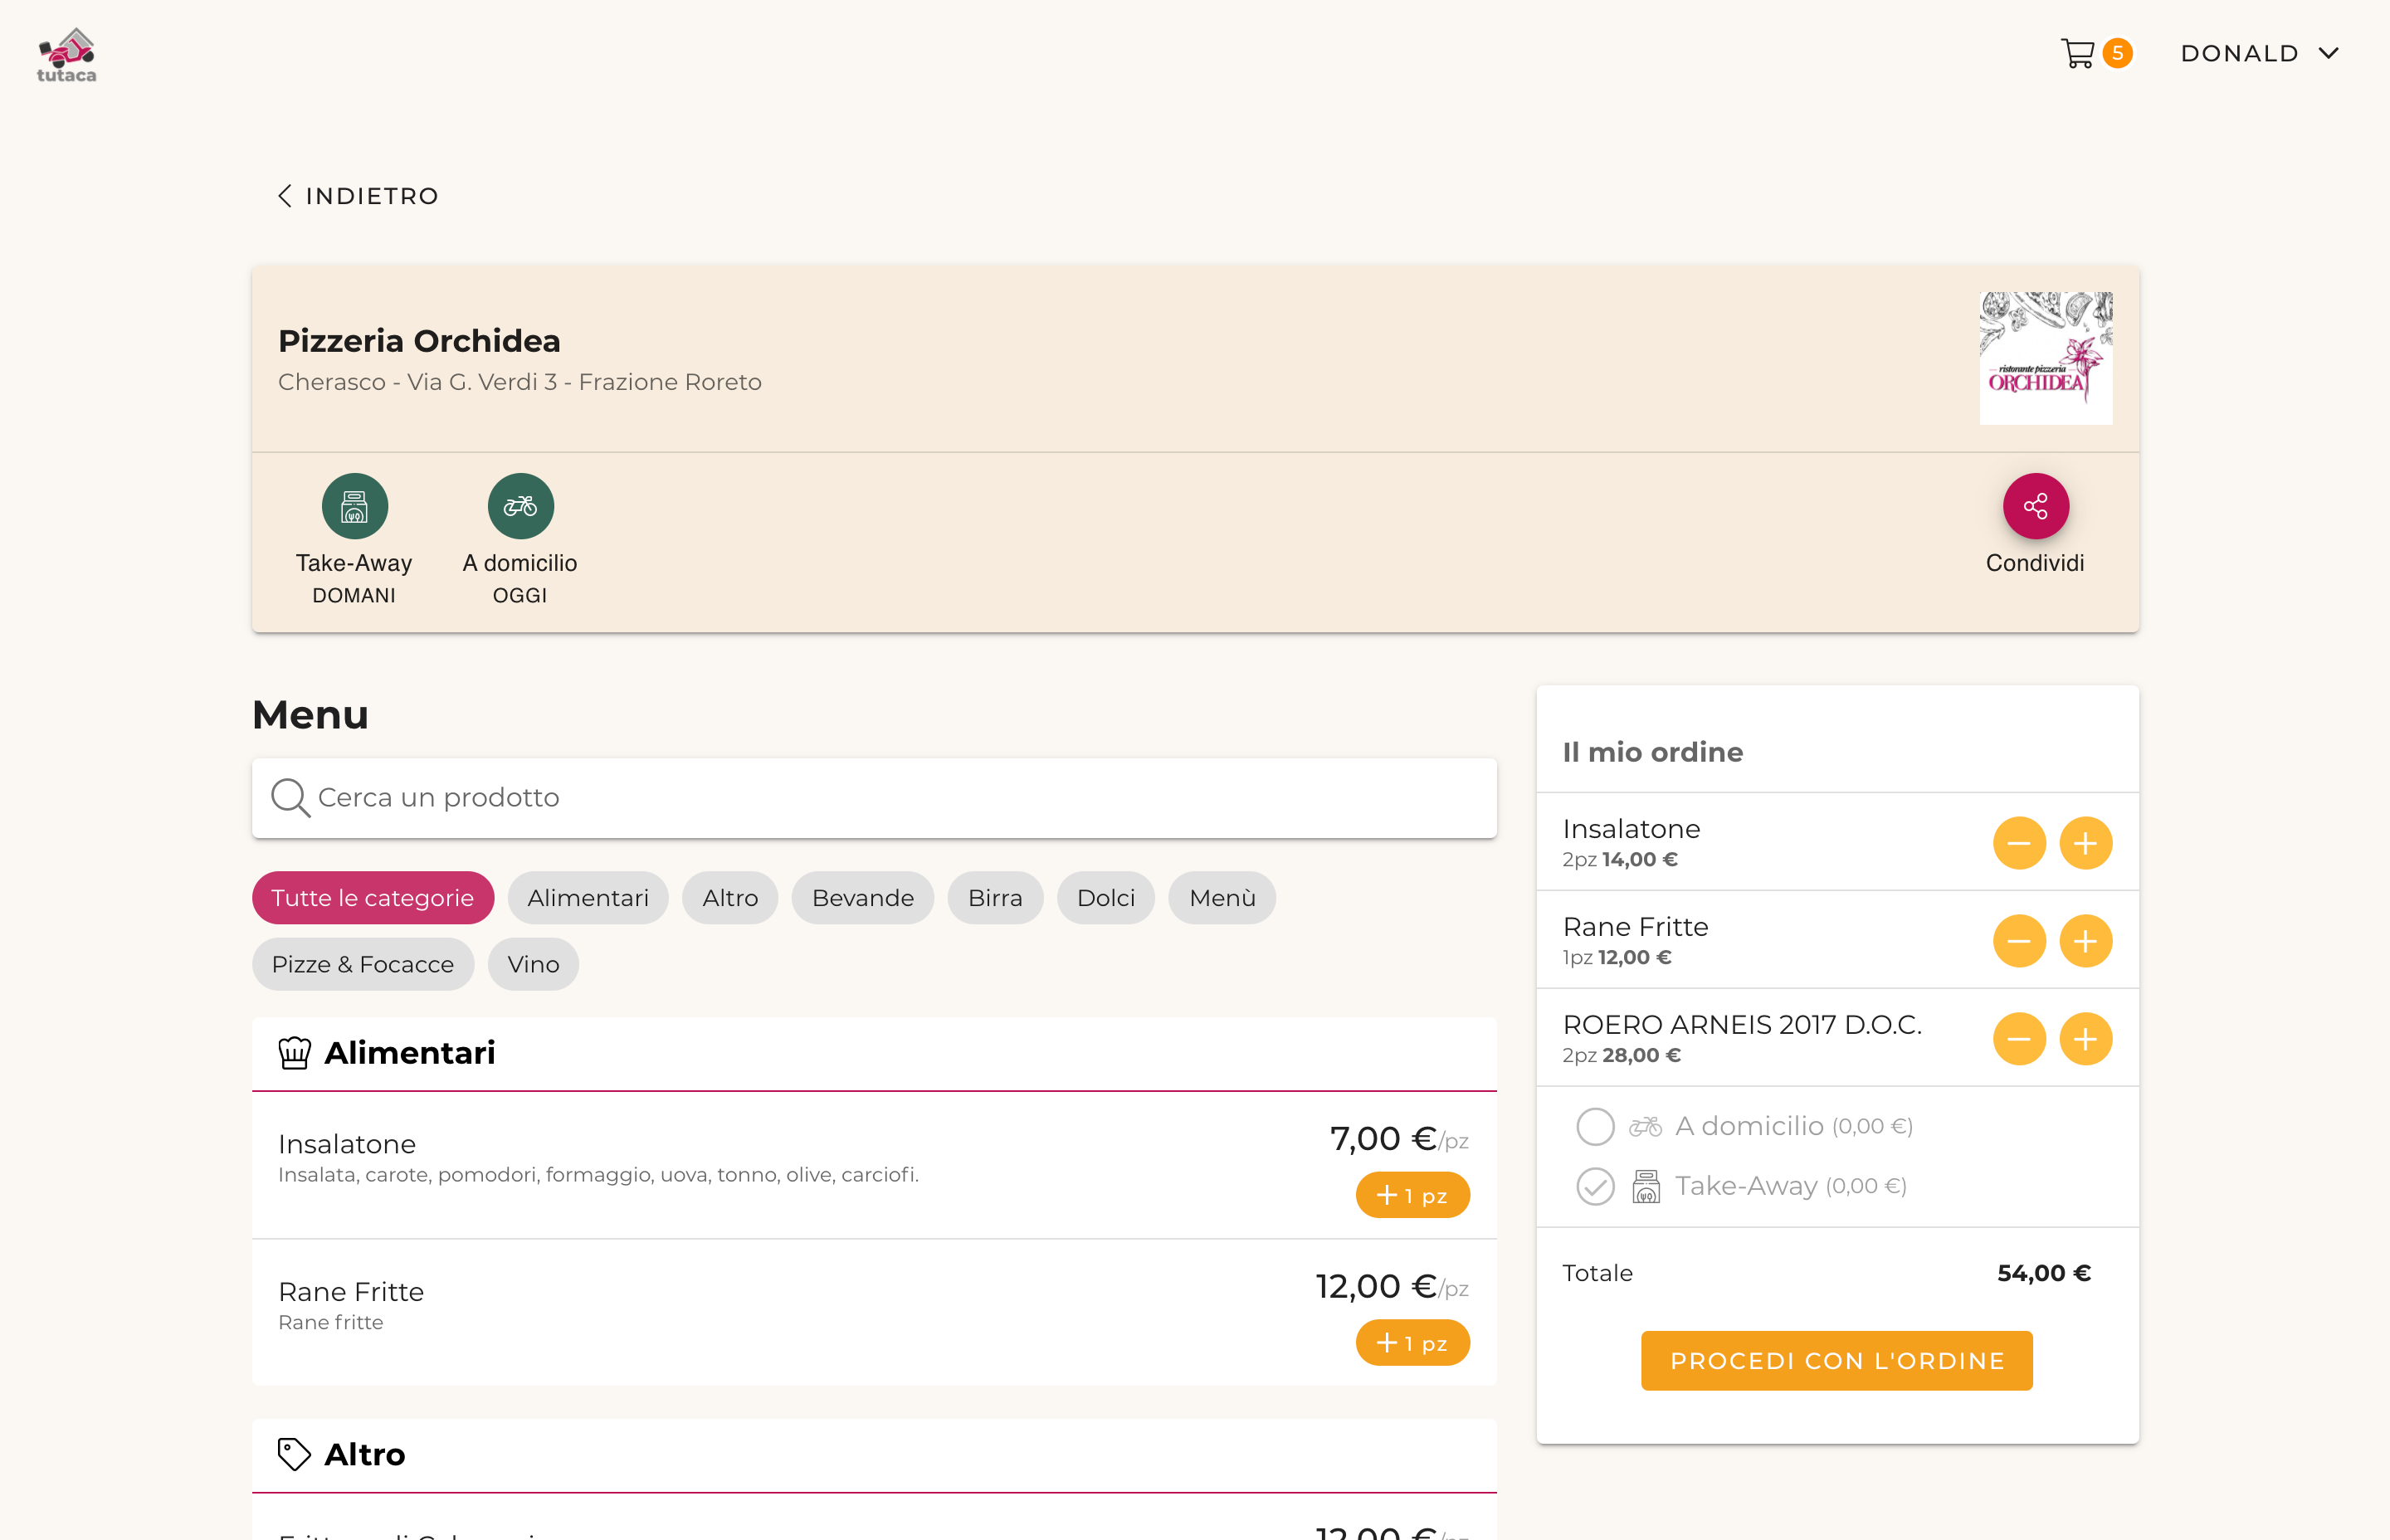 tutaca
5
DONALD
INDIETRO
Pizzeria Orchidea
Cherasco - Via G. Verdi 3 - Frazione Roreto
ristorante pizzeria
ORCHIDEA
Take-Away
DOMANI
A domicilio
OGGI
Condividi
Menu
Cerca un prodotto
Tutte le categorie
Alimentari
Altro
Bevande
Birra
Dolci
Menù
Pizze & Focacce
Vino
Alimentari
Insalatone
Insalata, carote, pomodori, formaggio, uova, tonno, olive, carciofi.
7,00 €/pz
+ 1 pz
Rane Fritte
Rane fritte
12,00 €/pz
+ 1 pz
Altro
12,00 €/pz
Il mio ordine
Insalatone
2pz 14,00 €
Rane Fritte
1pz 12,00 €
ROERO ARNEIS 2017 D.O.C.
2pz 28,00 €
A domicilio (0,00 €)
Take-Away (0,00 €)
Totale
54,00 €
PROCEDI CON L'ORDINE